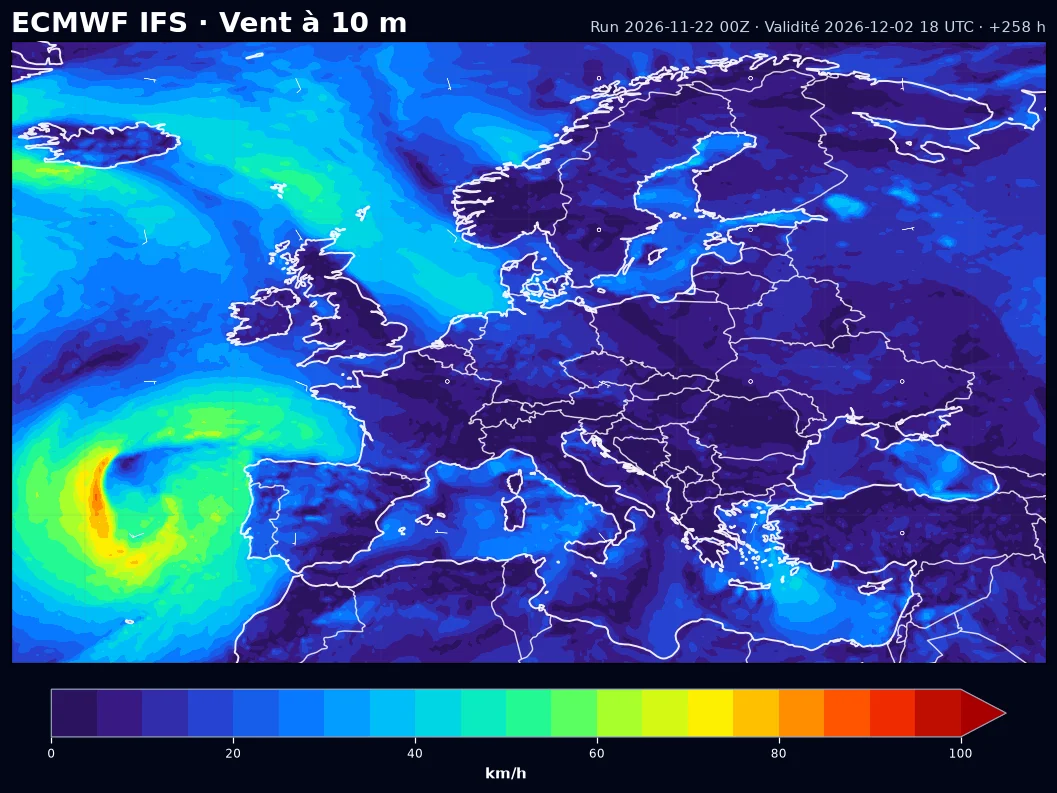 ECMWF IFS · Vent à 10 m
Run 2026-11-22 00Z · Validité 2026-12-02 18 UTC · +258 h
0 20 40 60 80 100
km/h